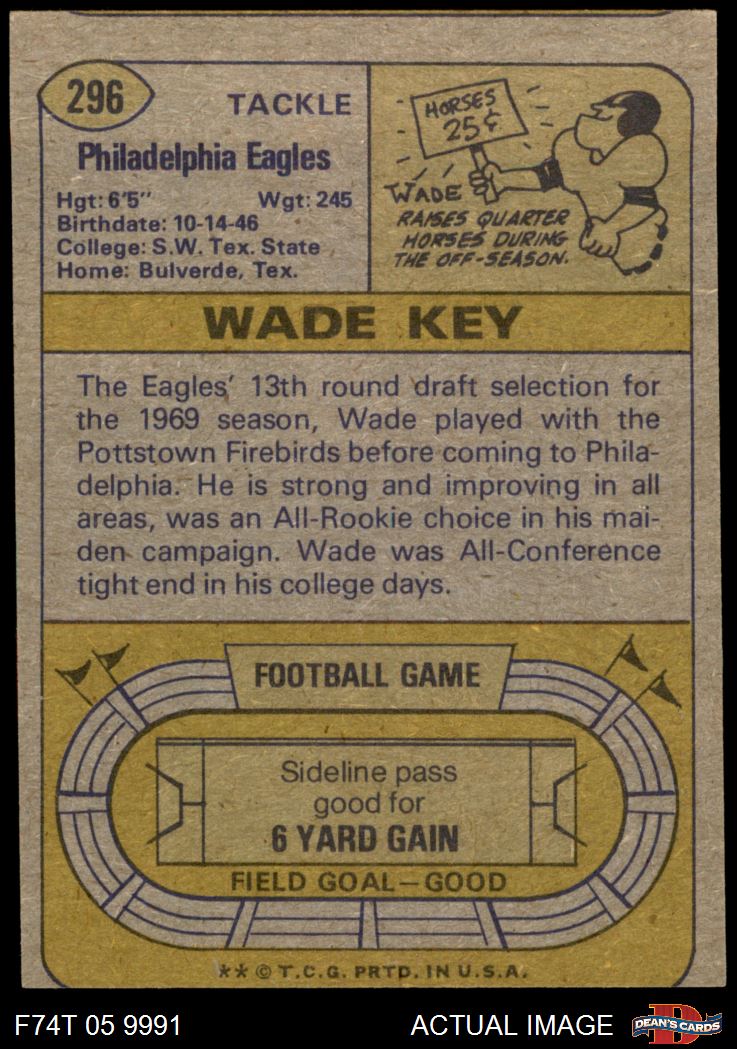 296
TACKLE
Philadelphia Eagles
Hgt: 6'5" Wgt: 245
Birthdate: 10-14-46
College: S.W. Tex. State
Home: Bulverde, Tex.
HORSES
25¢
WADE
RAISES QUARTER
HORSES DURING
THE OFF-SEASON.
WADE KEY
The Eagles' 13th round draft selection for
the 1969 season, Wade played with the
Pottstown Firebirds before coming to Phila-
delphia. He is strong and improving in all
areas, was an All-Rookie choice in his mai-
den campaign. Wade was All-Conference
tight end in his college days.
FOOTBALL GAME
Sideline pass
good for
6 YARD GAIN
FIELD GOAL—GOOD
** © T.C.G. PRTD. IN U.S.A.
F74T 05 9991
ACTUAL IMAGE
D
DEAN'S CARDS